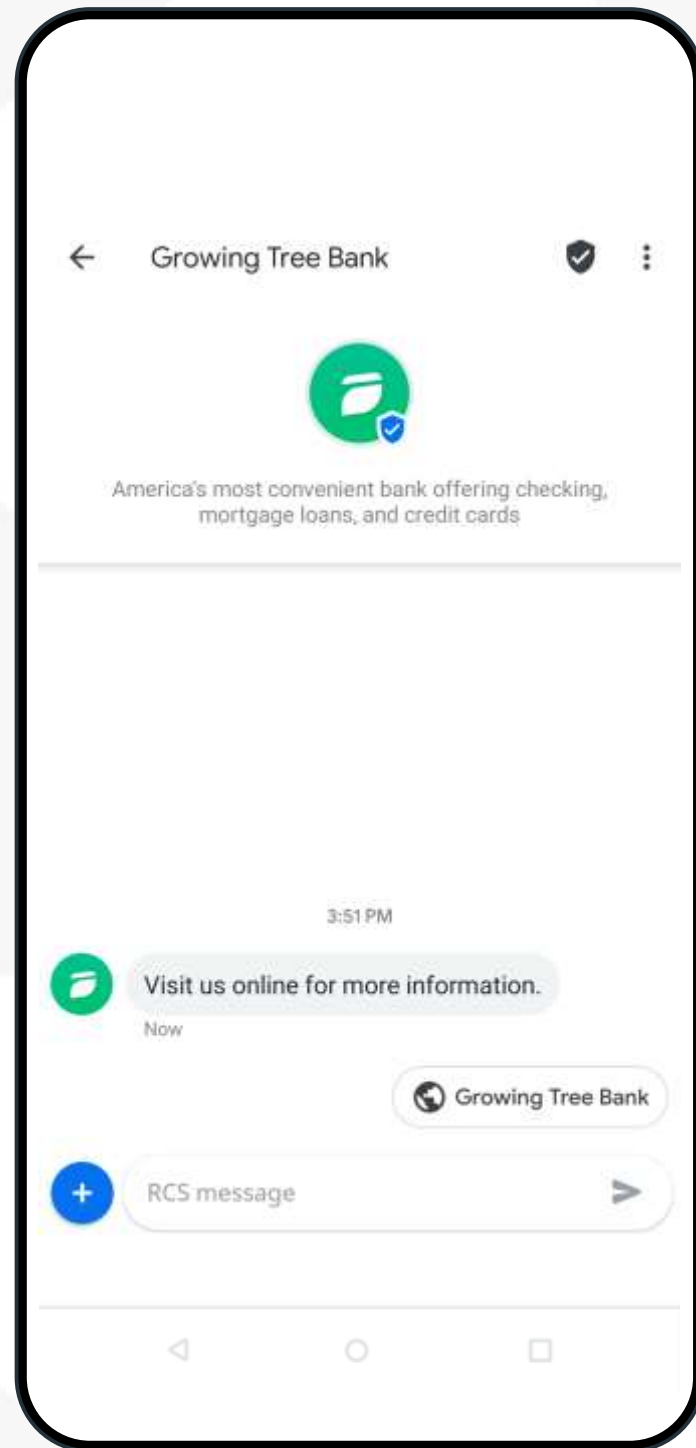 Growing Tree Bank
America's most convenient bank offering checking,
mortgage loans, and credit cards
3:51 PM
Visit us online for more information.
Now
Growing Tree Bank
RCS message